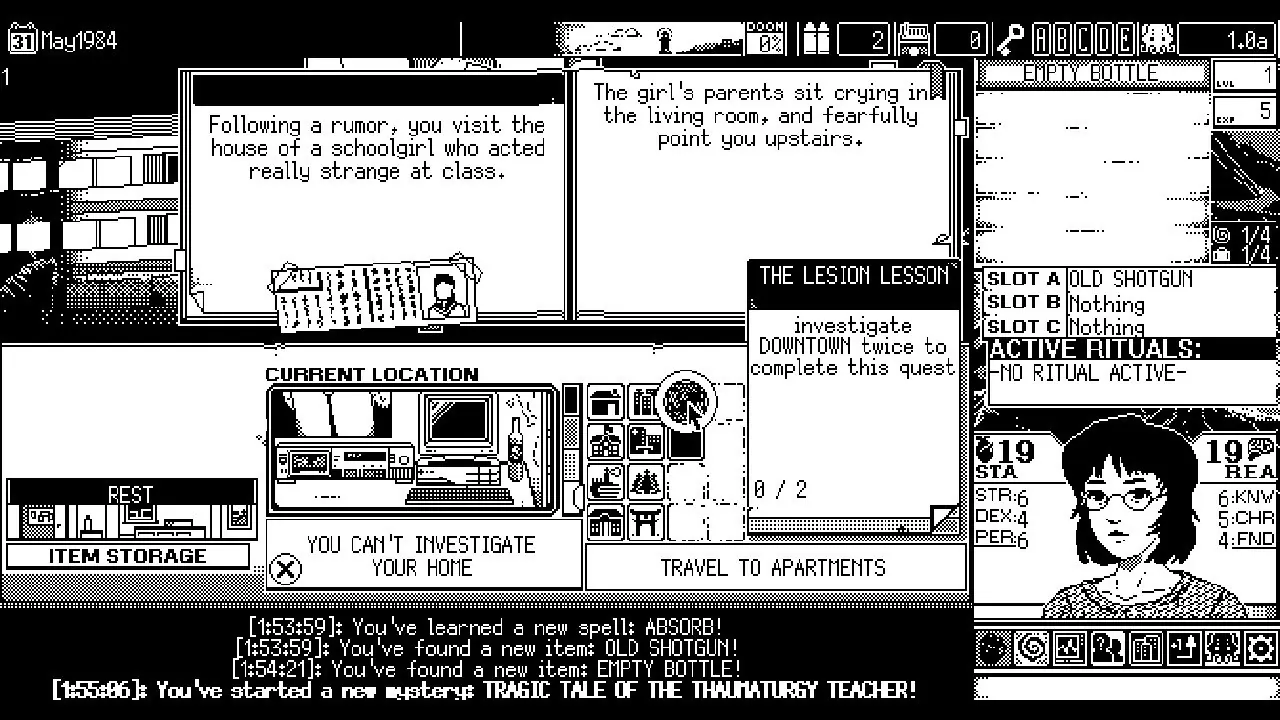 31 May1984
DOOM
0%
2
0
A B C D E
1.0a
1
Following a rumor, you visit the
house of a schoolgirl who acted
really strange at class.
The girl's parents sit crying in
the living room, and fearfully
point you upstairs.
EMPTY BOTTLE
LVL 1
EXP 5
1/4
1/4
SLOT A OLD SHOTGUN
SLOT B Nothing
SLOT C Nothing
ACTIVE RITUALS:
-NO RITUAL ACTIVE-
THE LESION LESSON
investigate
DOWNTOWN twice to
complete this quest
0 / 2
CURRENT LOCATION
REST
ITEM STORAGE
YOU CAN'T INVESTIGATE
YOUR HOME
TRAVEL TO APARTMENTS
19
STA
19
REA
STR:6
DEX:4
PER:6
6:KNV
5:CHR
4:FND
[1:53:59]: You've learned a new spell: ABSORB!
[1:53:59]: You've found a new item: OLD SHOTGUN!
[1:54:21]: You've found a new item: EMPTY BOTTLE!
[1:55:06]: You've started a new mystery: TRAGIC TALE OF THE THAUMATURGY TEACHER!